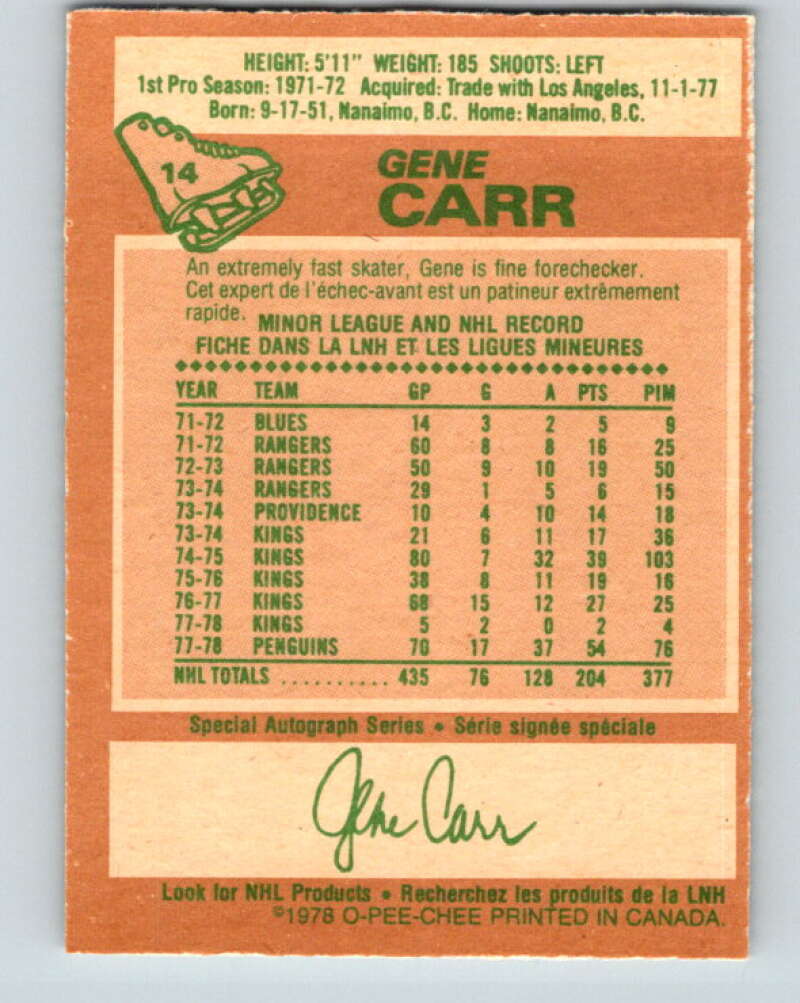 HEIGHT: 5'11" WEIGHT: 185 SHOOTS: LEFT
1st Pro Season: 1971-72 Acquired: Trade with Los Angeles, 11-1-77
Born: 9-17-51, Nanaimo, B.C. Home: Nanaimo, B.C.
14
GENE
CARR
An extremely fast skater, Gene is fine forechecker.
Cet expert de l'échec-avant est un patineur extrêmement
rapide.
MINOR LEAGUE AND NHL RECORD
FICHE DANS LA LNH ET LES LIGUES MINEURES
YEAR TEAM GP G A PTS PIM
71-72 BLUES 14 3 2 5 9
71-72 RANGERS 60 8 8 16 25
72-73 RANGERS 50 9 10 19 50
73-74 RANGERS 29 1 5 6 15
73-74 PROVIDENCE 10 4 10 14 18
73-74 KINGS 21 6 11 17 36
74-75 KINGS 80 7 32 39 103
75-76 KINGS 38 8 11 19 16
76-77 KINGS 68 15 12 27 25
77-78 KINGS 5 2 0 2 4
77-78 PENGUINS 70 17 37 54 76
NHL TOTALS .......... 435 76 128 204 377
Special Autograph Series • Série signée spéciale
Gene Carr
Look for NHL Products • Recherchez les produits de la LNH
©1978 O-PEE-CHEE PRINTED IN CANADA.